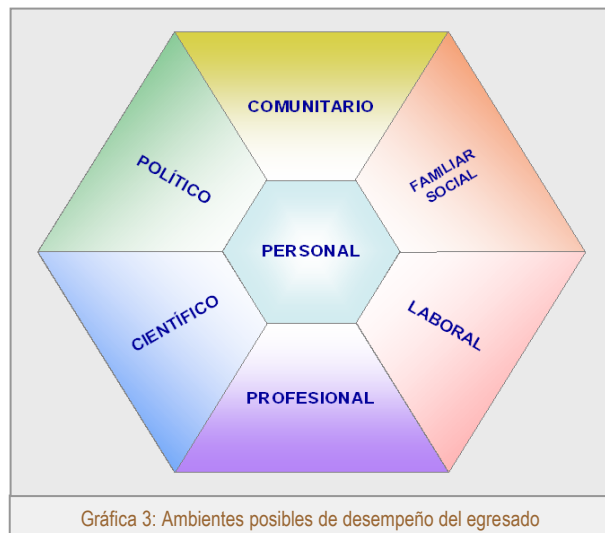 COMUNITARIO
POLÍTICO
FAMILIAR
SOCIAL
PERSONAL
CIENTÍFICO
LABORAL
PROFESIONAL
Gráfica 3: Ambientes posibles de desempeño del egresado